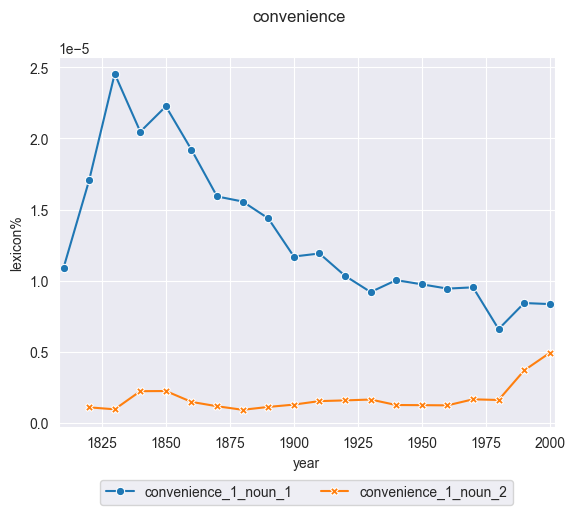 convenience
1e−5
2.5
2.0
1.5
1.0
0.5
0.0
lexicon%
1825 1850 1875 1900 1925 1950 1975 2000
year
convenience_1_noun_1 convenience_1_noun_2